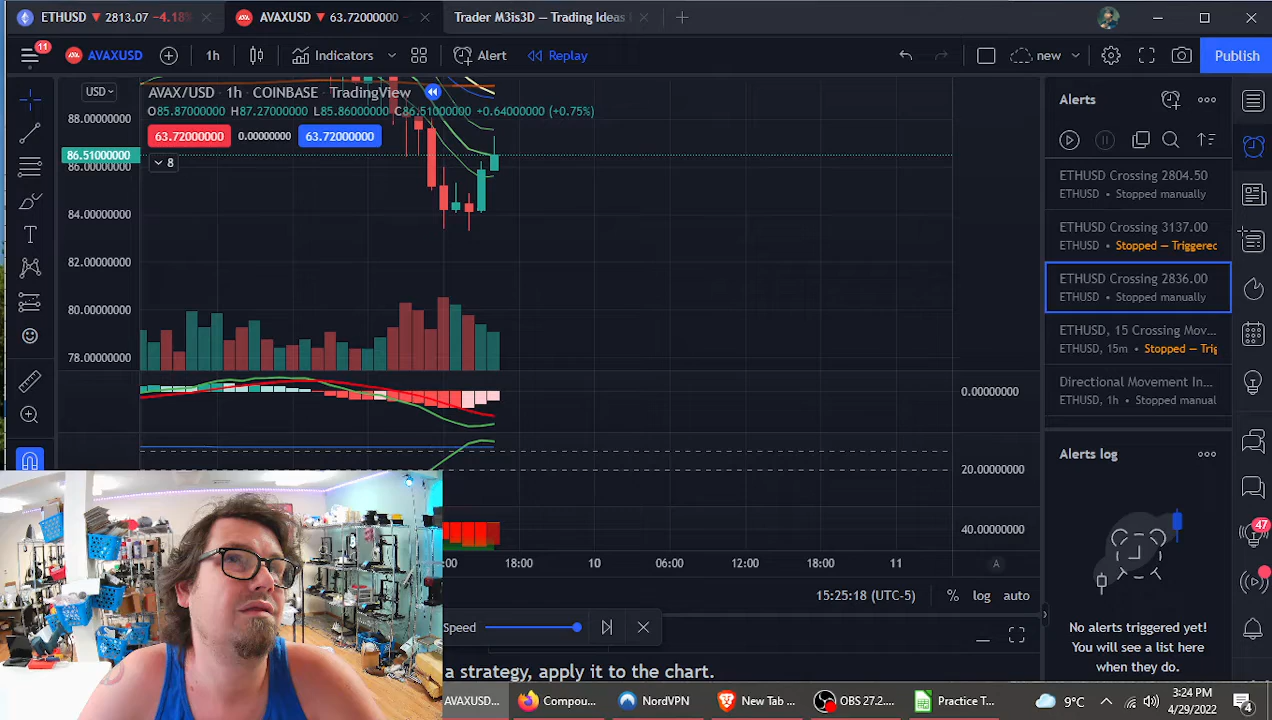 ETHUSD ▼ 2813.07 −4.18%
AVAXUSD ▼ 63.72000000
Trader M3is3D — Trading Ideas
11
AVAXUSD
1h
Indicators
Alert
Replay
new
Publish
USD
AVAX/USD · 1h · COINBASE · TradingView
O85.87000000 H87.27000000 L85.86000000 C86.51000000 +0.64000000 (+0.75%)
63.72000000 0.00000000 63.72000000
8
88.00000000
86.51000000
86.00000000
84.00000000
82.00000000
80.00000000
78.00000000
0.00000000
20.00000000
40.00000000
:00 18:00 10 06:00 12:00 18:00 11
A
15:25:18 (UTC-5) % log auto
Speed
a strategy, apply it to the chart.
Alerts
ETHUSD Crossing 2804.50
ETHUSD • Stopped manually
ETHUSD Crossing 3137.00
ETHUSD • Stopped — Triggered
ETHUSD Crossing 2836.00
ETHUSD • Stopped manually
ETHUSD, 15 Crossing Mov...
ETHUSD, 15m • Stopped — Trig
Directional Movement In...
ETHUSD, 1h • Stopped manual
Alerts log
No alerts triggered yet!
You will see a list here
when they do.
47
AVAXUSD...
Compou...
NordVPN
New Tab ...
OBS 27.2....
Practice T...
9°C
3:24 PM
4/29/2022
4